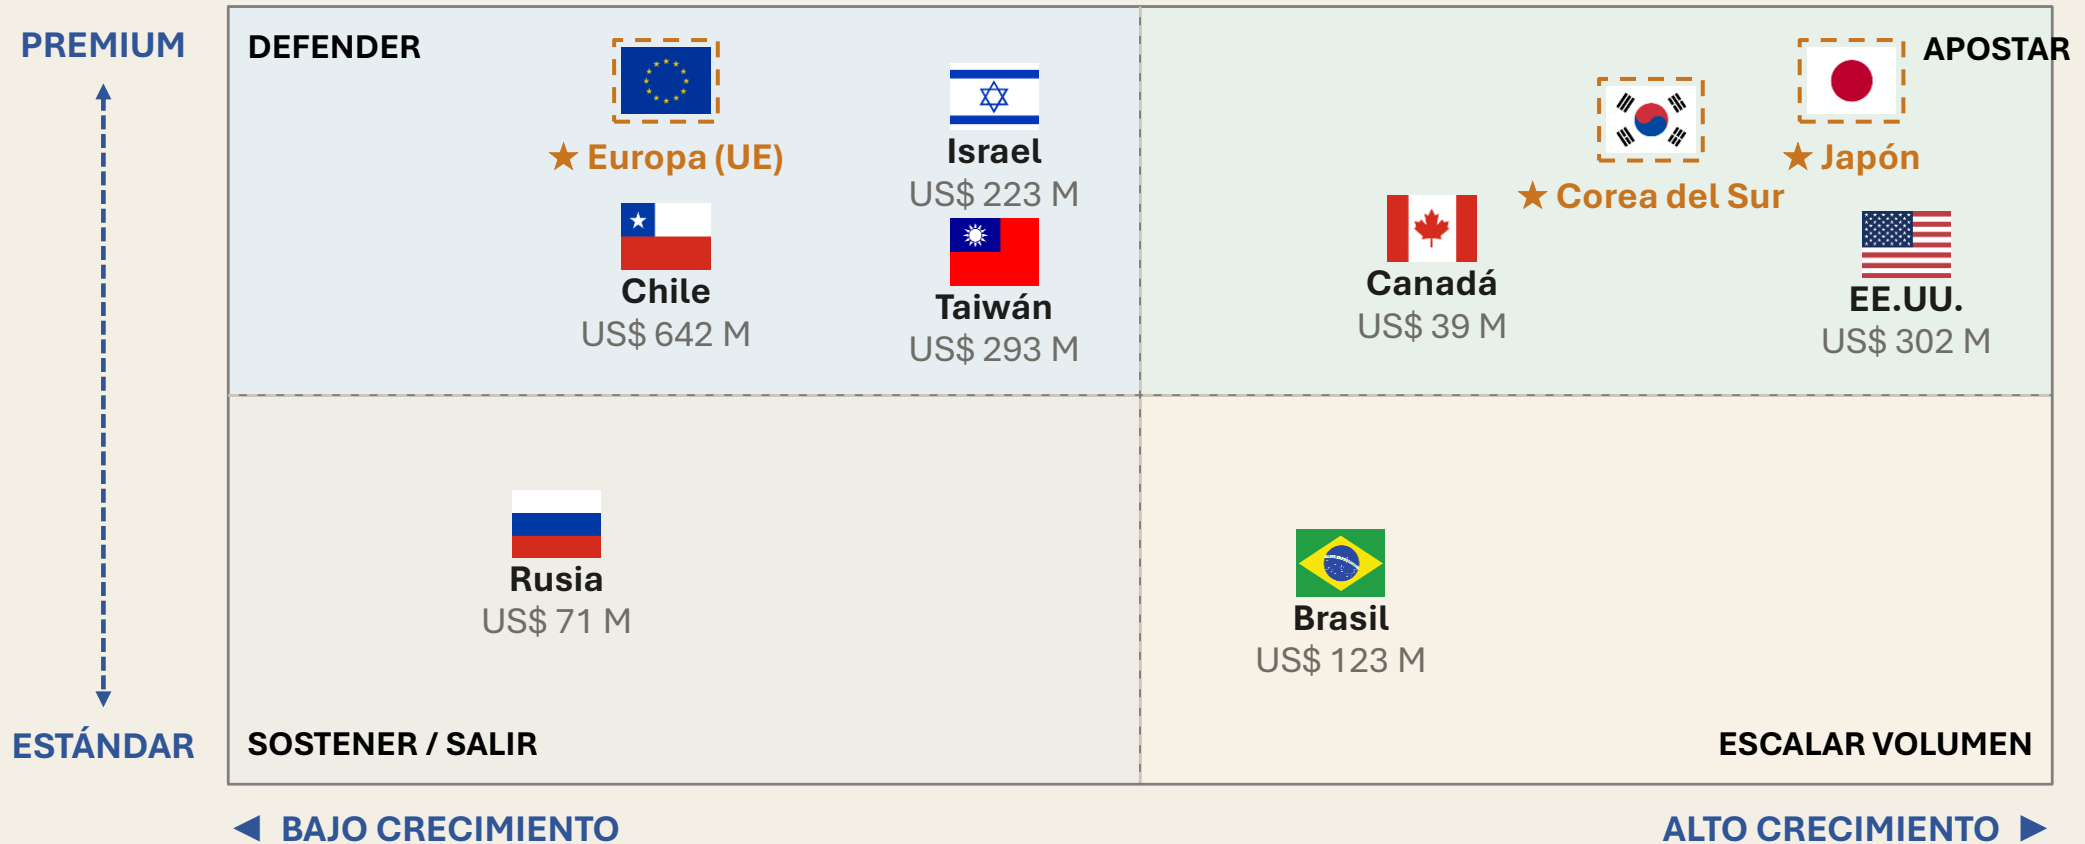 PREMIUM
DEFENDER
APOSTAR
★ Europa (UE)
Israel
US$ 223 M
★ Corea del Sur
★ Japón
Chile
US$ 642 M
Taiwán
US$ 293 M
Canadá
US$ 39 M
EE.UU.
US$ 302 M
Rusia
US$ 71 M
Brasil
US$ 123 M
ESTÁNDAR
SOSTENER / SALIR
ESCALAR VOLUMEN
◄ BAJO CRECIMIENTO
ALTO CRECIMIENTO ►